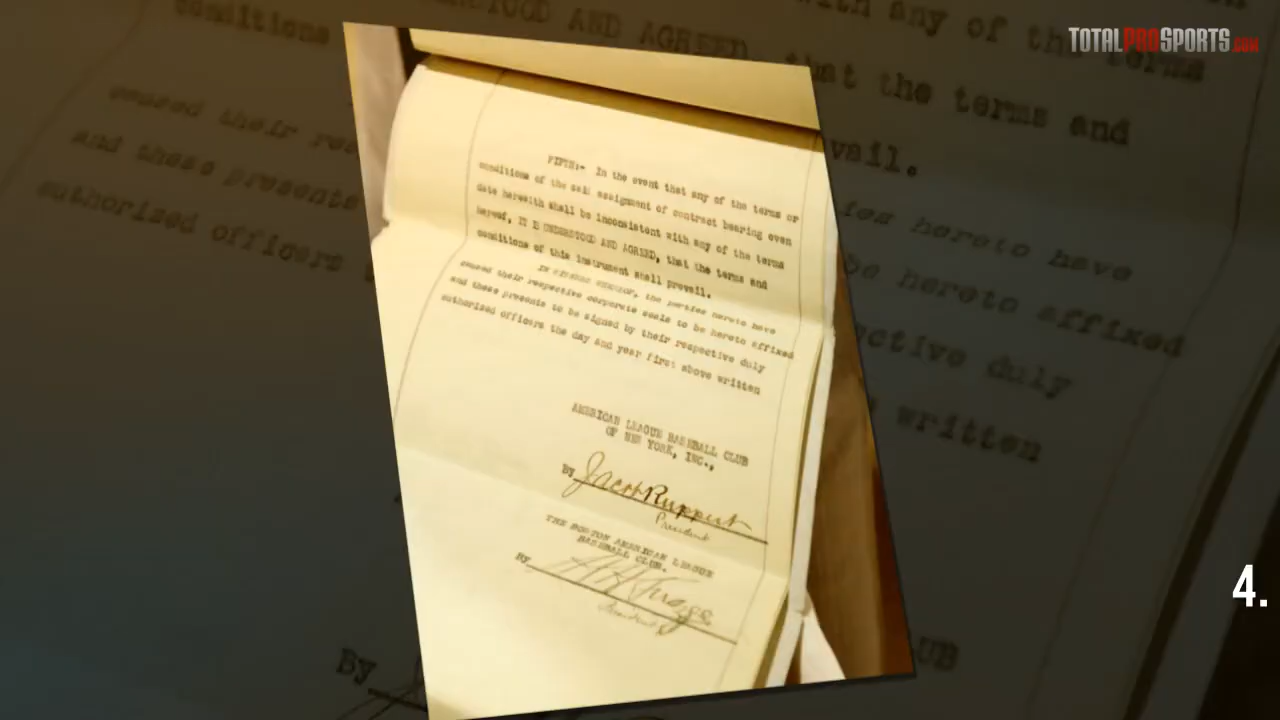 TOTALPROSPORTS.COM
FIFTH:- In the event that any of the terms or
conditions of the said assignment of contract bearing even
date herewith shall be inconsistent with any of the terms
hereof, IT IS UNDERSTOOD AND AGREED, that the terms and
conditions of this instrument shall prevail.
IN WITNESS WHEREOF, the parties hereto have
caused their respective corporate seals to be hereto affixed
and these presents to be signed by their respective duly
authorized officers the day and year first above written
AMERICAN LEAGUE BASEBALL CLUB
OF NEW YORK, INC.,
By Jacob Ruppert
President
THE BOSTON AMERICAN LEAGUE
BASEBALL CLUB.
By
President
4.